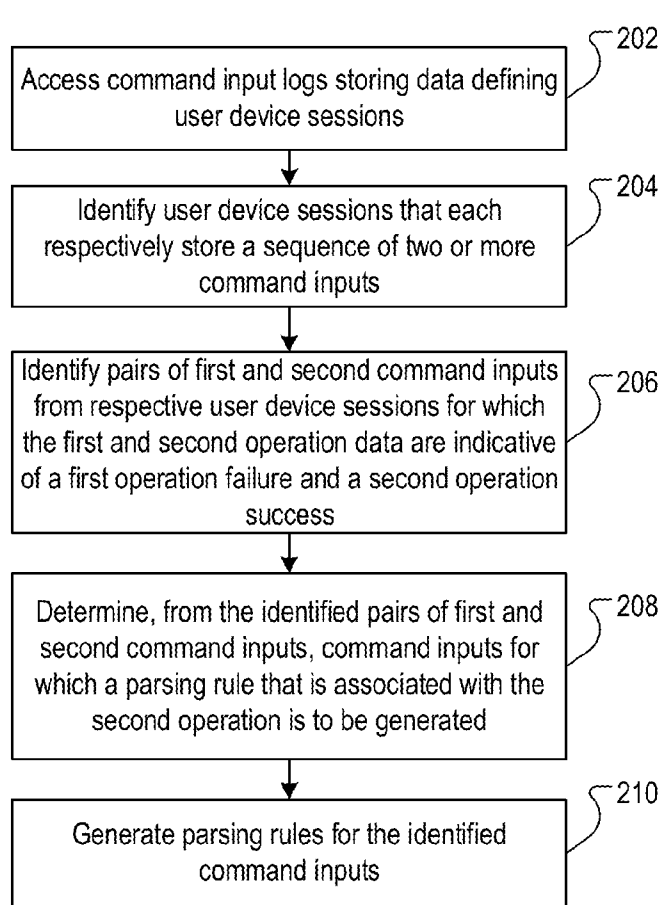 202
Access command input logs storing data defining
user device sessions
204
Identify user device sessions that each
respectively store a sequence of two or more
command inputs
206
Identify pairs of first and second command inputs
from respective user device sessions for which
the first and second operation data are indicative
of a first operation failure and a second operation
success
208
Determine, from the identified pairs of first and
second command inputs, command inputs for
which a parsing rule that is associated with the
second operation is to be generated
210
Generate parsing rules for the identified
command inputs